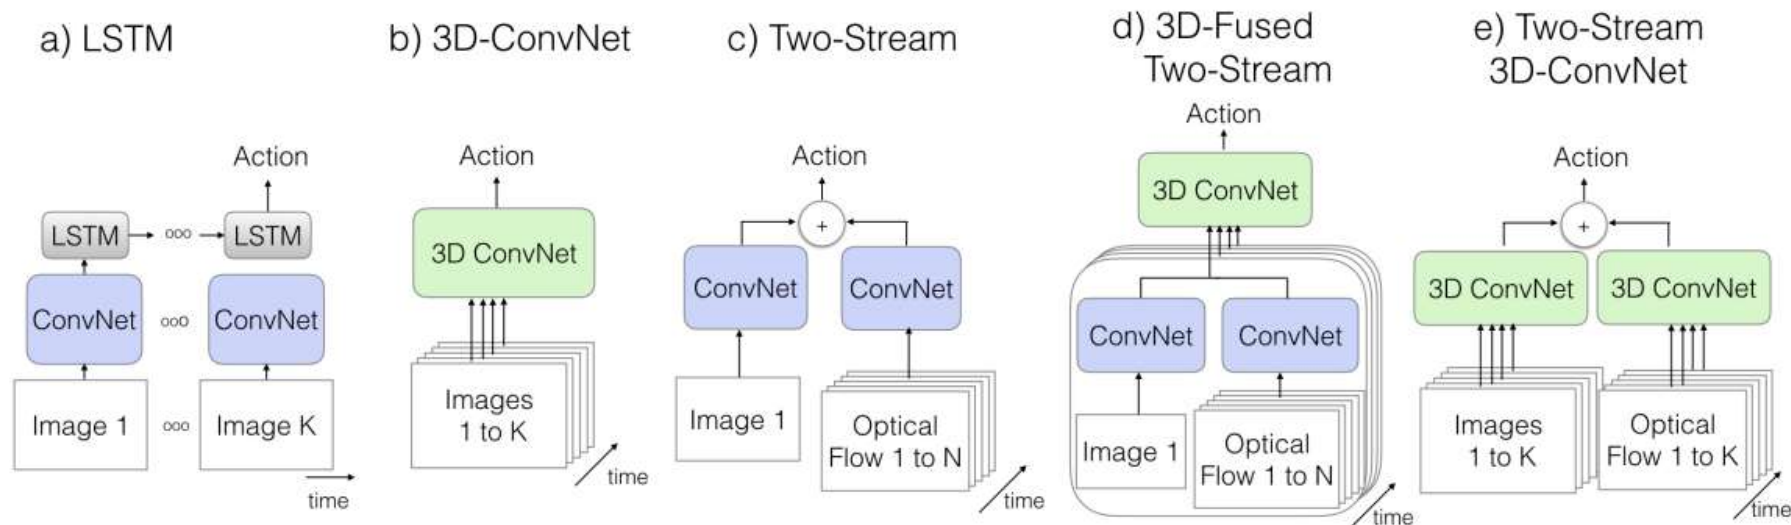 a) LSTM
Action
LSTM ooo LSTM
ConvNet ooo ConvNet
Image 1 ooo Image K
time
b) 3D-ConvNet
Action
3D ConvNet
Images
1 to K
time
c) Two-Stream
Action
+
ConvNet ConvNet
Image 1
Optical
Flow 1 to N
time
d) 3D-Fused
Two-Stream
Action
3D ConvNet
ConvNet ConvNet
Image 1
Optical
Flow 1 to N
time
e) Two-Stream
3D-ConvNet
Action
+
3D ConvNet 3D ConvNet
Images
1 to K
Optical
Flow 1 to K
time